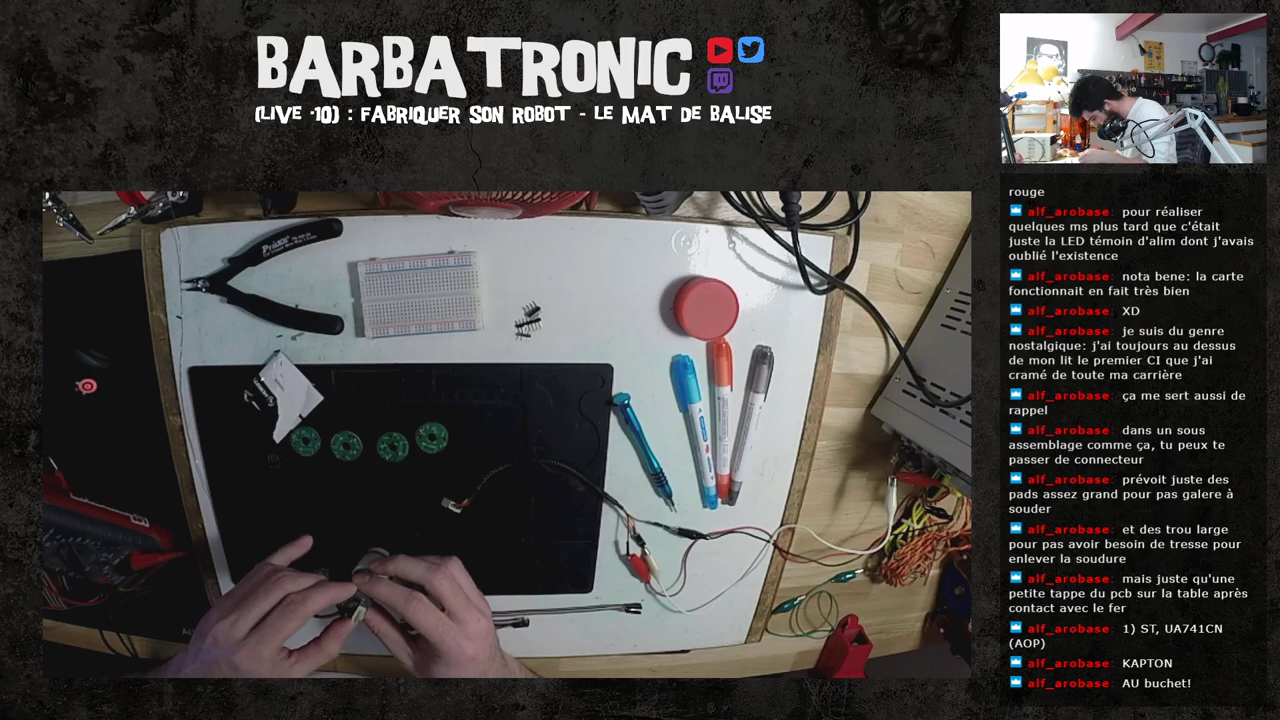 BARBATRONIC
(LIVE -10) : FABRIQUER SON ROBOT - LE MAT DE BALISE
rouge
alf_arobase: pour réaliser
quelques ms plus tard que c'était
juste la LED témoin d'alim dont j'avais
oublié l'existence
alf_arobase: nota bene: la carte
fonctionnait en fait très bien
alf_arobase: XD
alf_arobase: je suis du genre
nostalgique: j'ai toujours au dessus
de mon lit le premier CI que j'ai
cramé de toute ma carrière
alf_arobase: ça me sert aussi de
rappel
alf_arobase: dans un sous
assemblage comme ça, tu peux te
passer de connecteur
alf_arobase: prévoit juste des
pads assez grand pour pas galere à
souder
alf_arobase: et des trou large
pour pas avoir besoin de tresse pour
enlever la soudure
alf_arobase: mais juste qu'une
petite tappe du pcb sur la table après
contact avec le fer
alf_arobase: 1) ST, UA741CN
(AOP)
alf_arobase: KAPTON
alf_arobase: AU buchet!